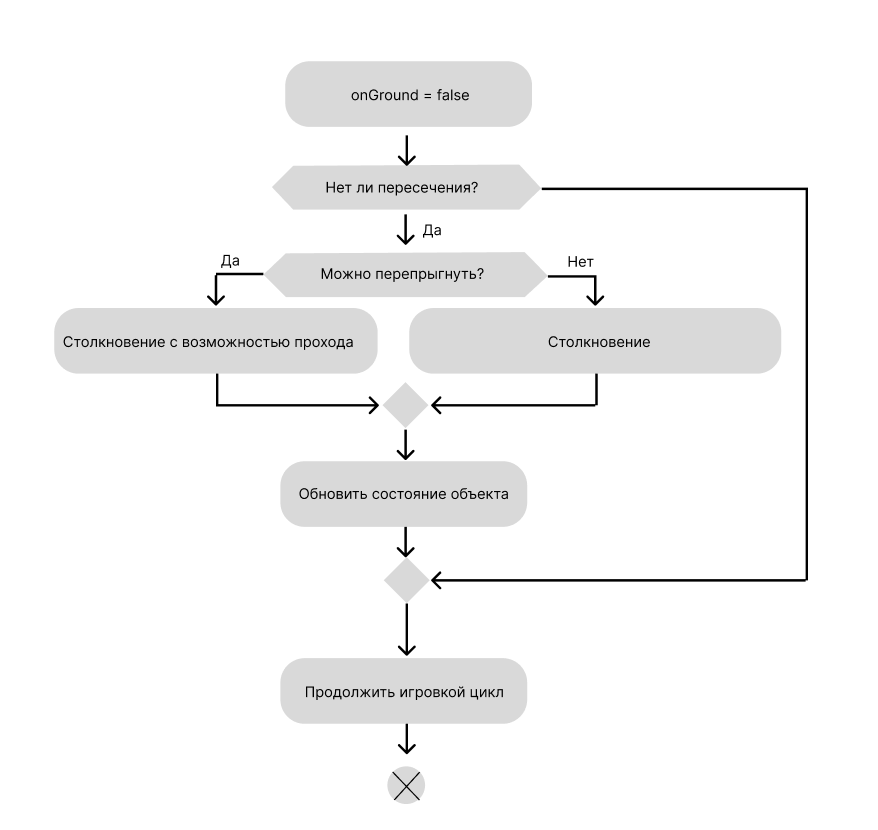 onGround = false
Нет ли пересечения?
Да
Можно перепрыгнуть?
Да
Нет
Столкновение с возможностью прохода
Столкновение
Обновить состояние объекта
Продолжить игровкой цикл